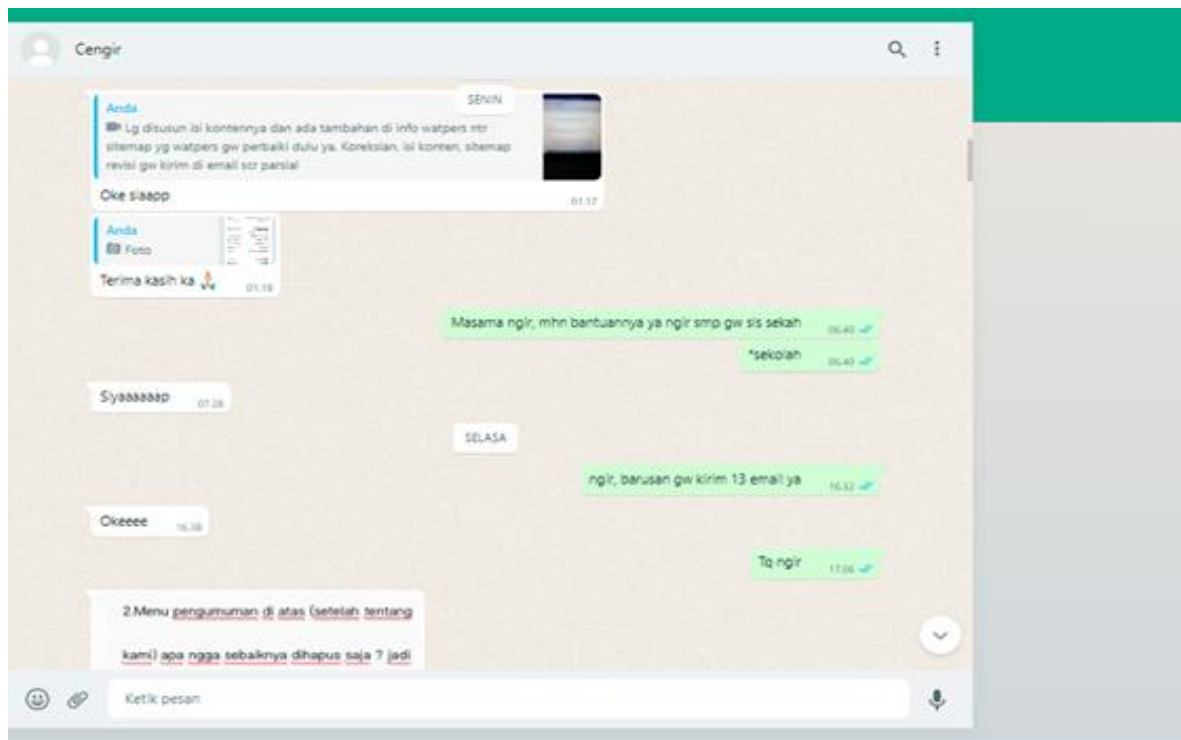 Cengir
SENIN
Anda
Lg disusun isi kontennya dan ada tambahan di info watpers ntr
sitemap yg watpers gw perbaiki dulu ya. Koreksian, isi konten, sitemap
revisi gw kirim di email scr parsial
Oke siaapp
01.17
Anda
Foto
Terima kasih ka 🙏
01.18
Masama ngir, mhn bantuannya ya ngir smp gw sls sekah
06.40
*sekolah
06.40
Siyaaaaaap
07.28
SELASA
ngir, barusan gw kirim 13 email ya
16.32
Okeeee
16.38
Tq ngir
17.06
2.Menu pengumuman di atas (setelah tentang
kami) apa ngga sebaiknya dihapus saja ? jadi
Ketik pesan